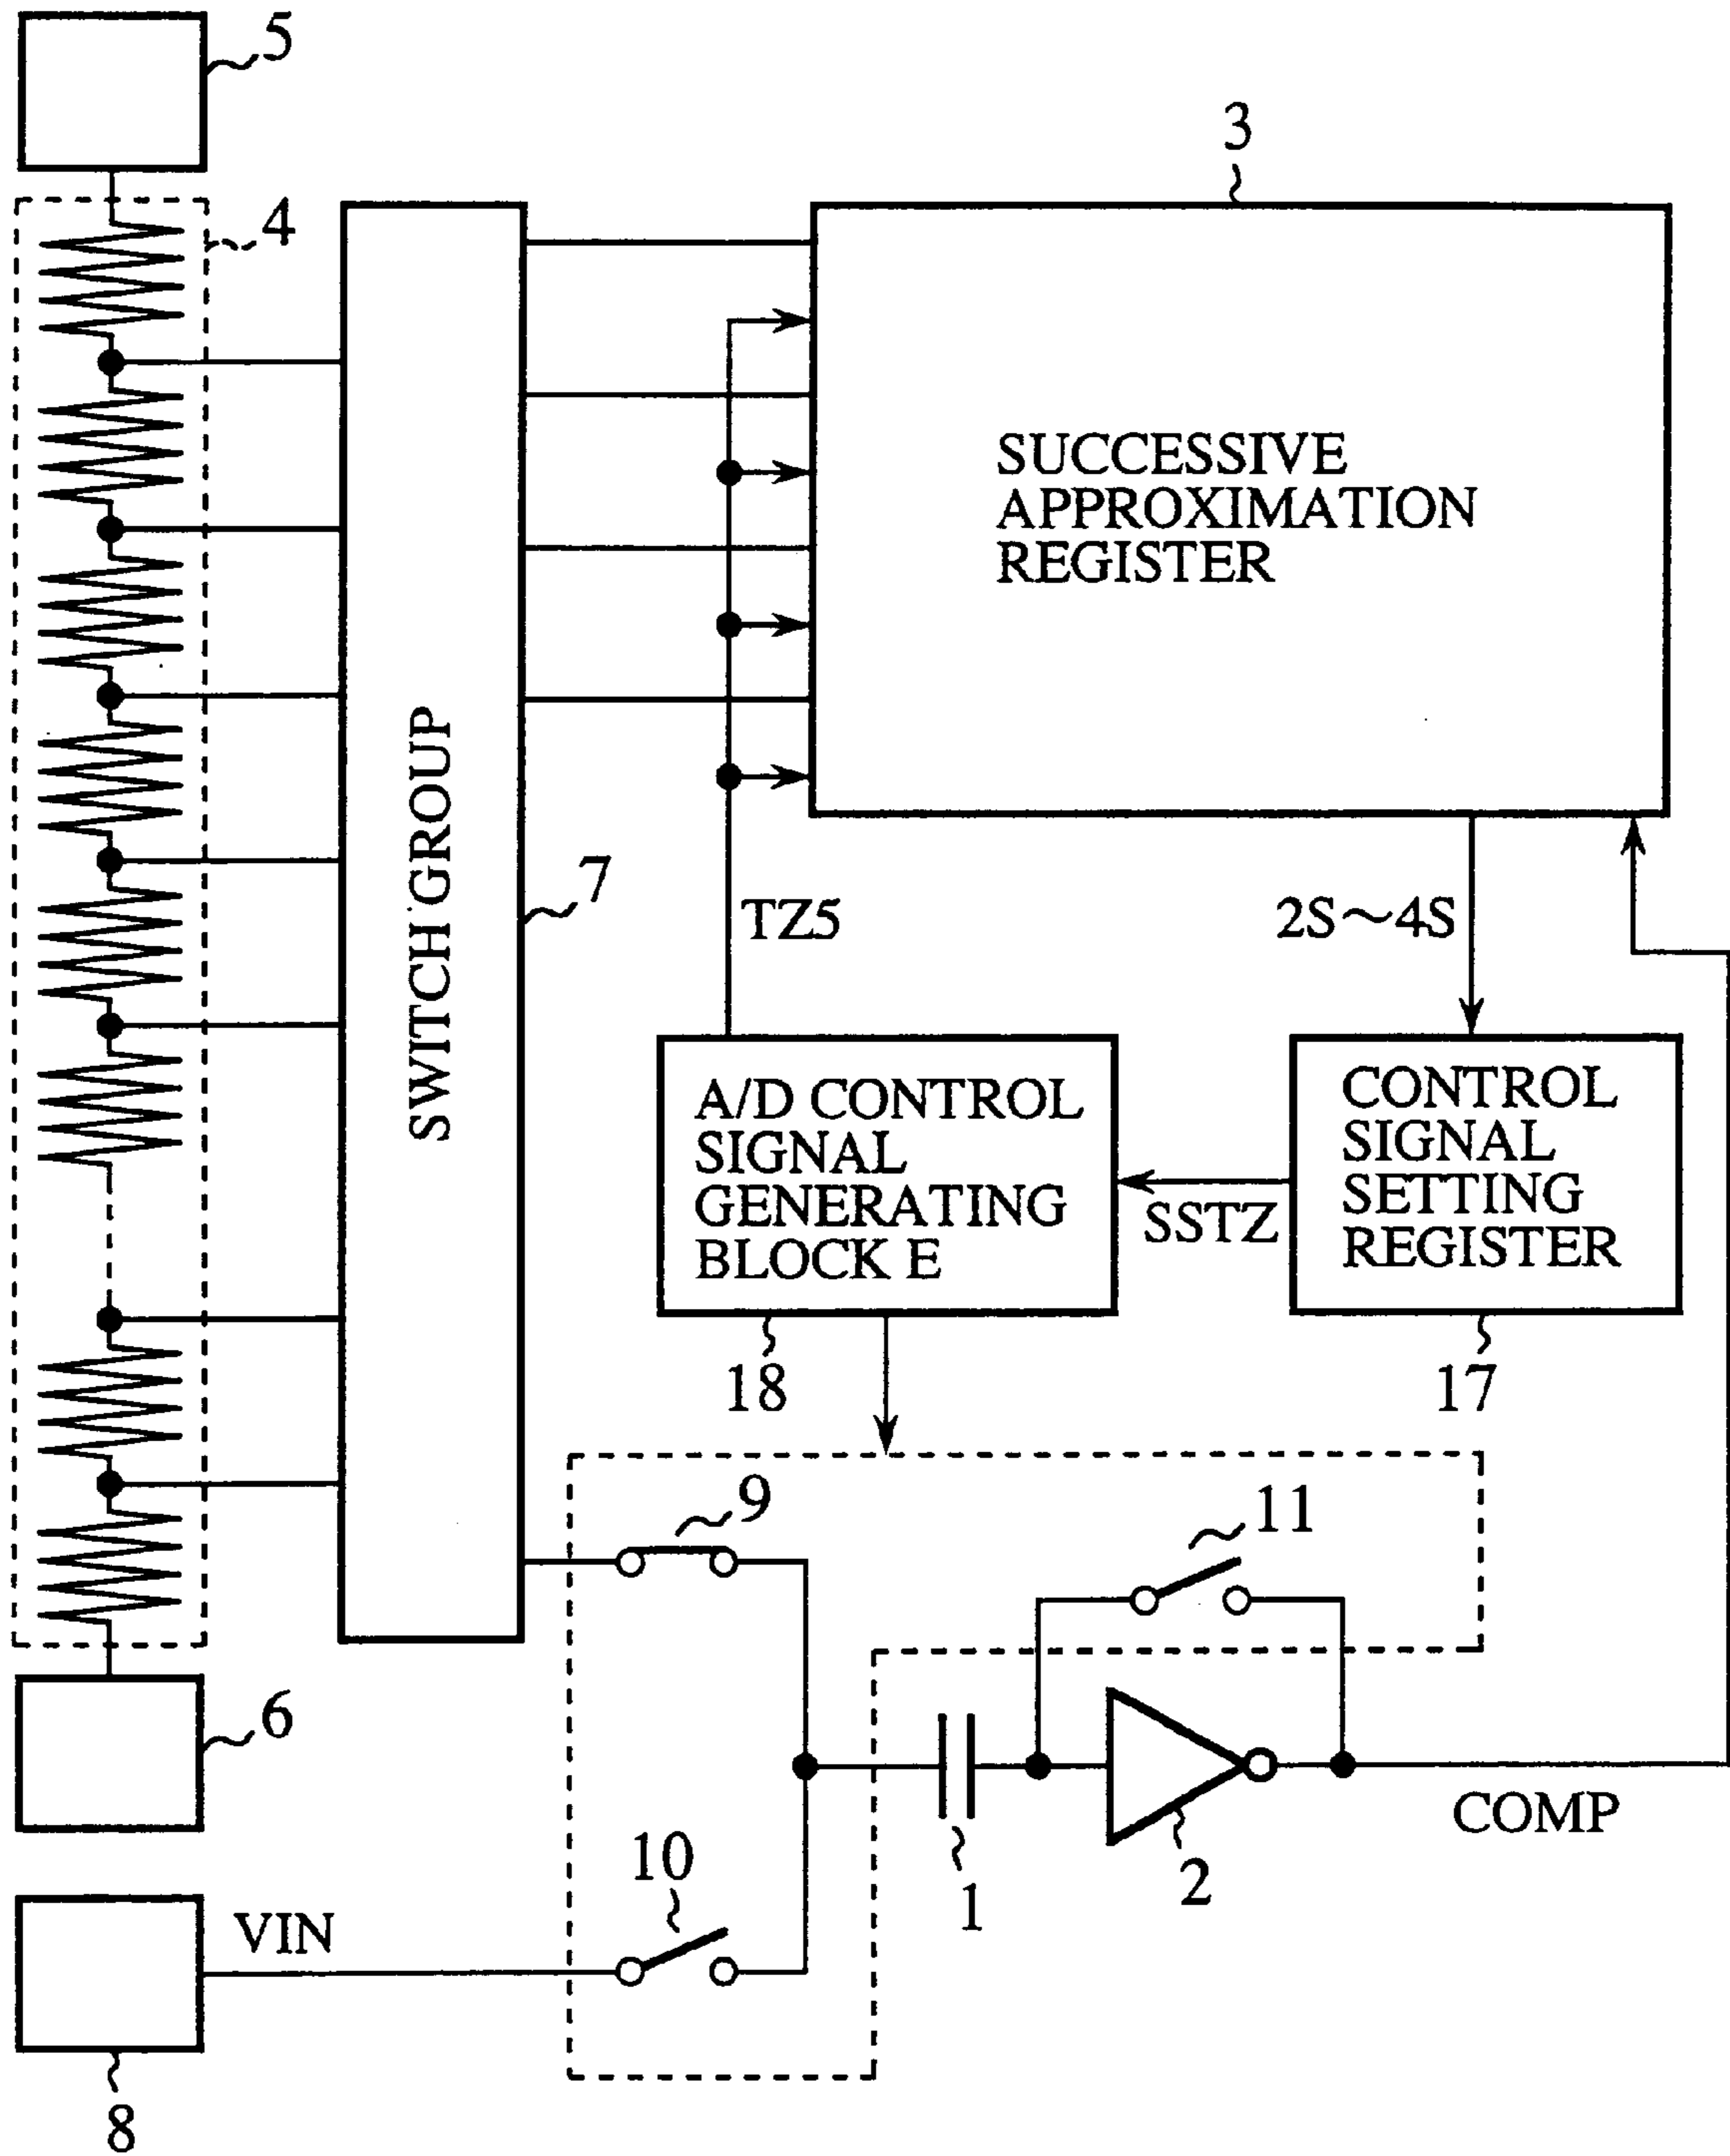 5
3
4
SUCCESSIVE
APPROXIMATION
REGISTER
SWITCH GROUP
7
TZ5
2S~4S
A/D CONTROL
SIGNAL
GENERATING
BLOCK E
SSTZ
CONTROL
SIGNAL
SETTING
REGISTER
18
17
9
11
6
10
1
2
COMP
VIN
8